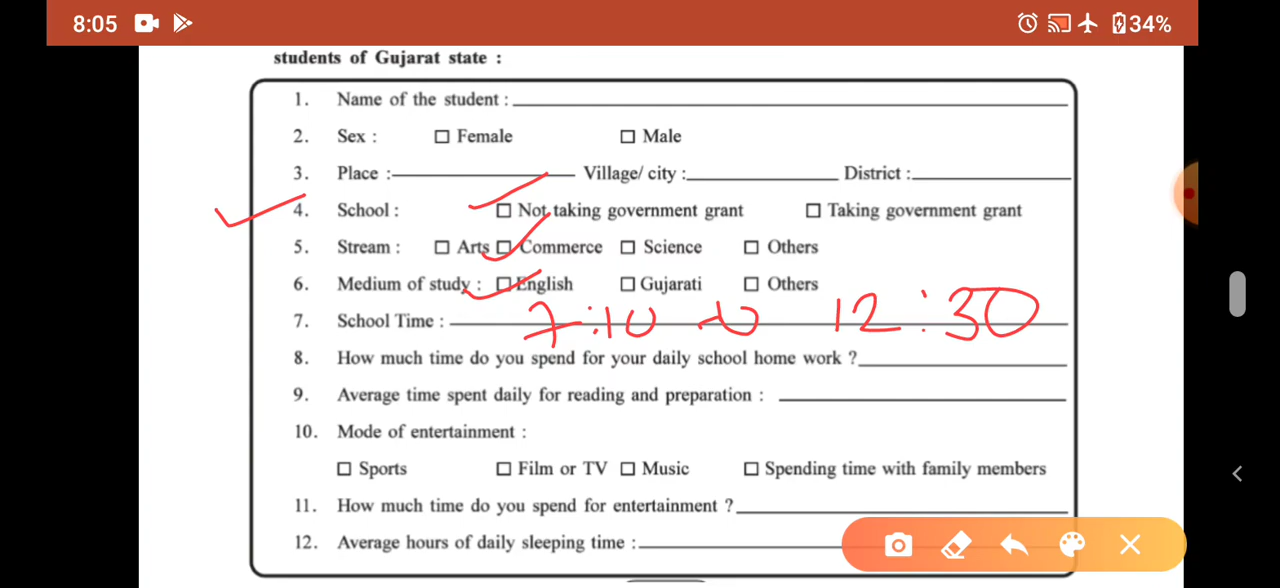 8:05 34%
students of Gujarat state :
1. Name of the student :
2. Sex : Female Male
3. Place : Village/ city : District :
4. School : Not taking government grant Taking government grant
5. Stream : Arts Commerce Science Others
6. Medium of study : English Gujarati Others
7. School Time : 7:10 to 12:30
8. How much time do you spend for your daily school home work ?
9. Average time spent daily for reading and preparation :
10. Mode of entertainment :
Sports Film or TV Music Spending time with family members
11. How much time do you spend for entertainment ?
12. Average hours of daily sleeping time :